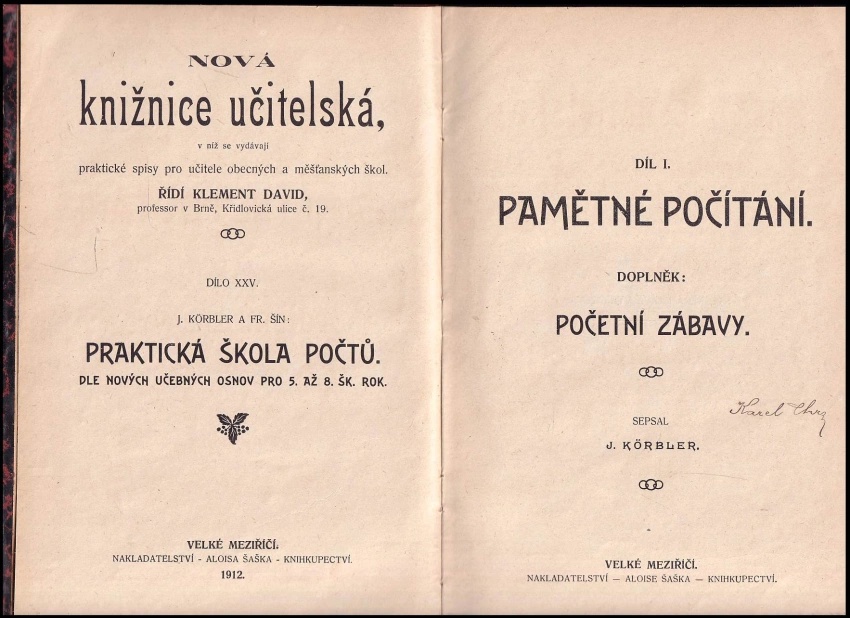 NOVÁ
knižnice učitelská,
v níž se vydávají
praktické spisy pro učitele obecných a měšťanských škol.
ŘÍDÍ KLEMENT DAVID,
professor v Brně, Křidlovická ulice č. 19.
DÍLO XXV.
J. KÖRBLER A FR. ŠÍN:
PRAKTICKÁ ŠKOLA POČTŮ.
DLE NOVÝCH UČEBNÝCH OSNOV PRO 5. AŽ 8. ŠK. ROK.
VELKÉ MEZIŘÍČÍ.
NAKLADATELSTVÍ - ALOISA ŠAŠKA - KNIHKUPECTVÍ.
1912.
DÍL I.
PAMĚTNÉ POČÍTÁNÍ.
DOPLNĚK:
POČETNÍ ZÁBAVY.
Karel
SEPSAL
J. KÖRBLER.
VELKÉ MEZIŘÍČÍ.
NAKLADATELSTVÍ — ALOISE ŠAŠKA — KNIHKUPECTVÍ.